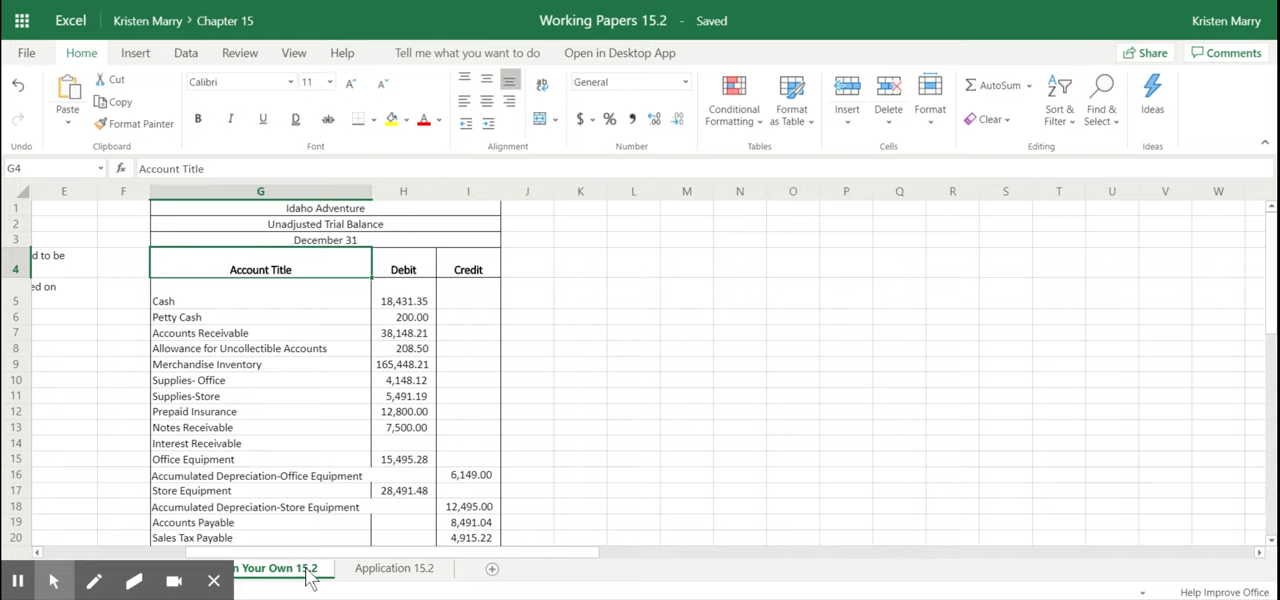 Excel Kristen Marry > Chapter 15 Working Papers 15.2 - Saved Kristen Marry
File Home Insert Data Review View Help Tell me what you want to do Open in Desktop App Share Comments
Paste Cut Calibri 11 General Conditional Formatting Format as Table Insert Delete Format AutoSum Sort & Filter Find & Select Ideas
Copy
Format Painter B I U D ab A $ % Clear
Undo Clipboard Font Alignment Number Tables Cells Editing Ideas
G4 fx Account Title
E F G H I J K L M N O P Q R S T U V W
1 Idaho Adventure
2 Unadjusted Trial Balance
3 December 31
d to be
4 Account Title Debit Credit
ed on
5 Cash 18,431.35
6 Petty Cash 200.00
7 Accounts Receivable 38,148.21
8 Allowance for Uncollectible Accounts 208.50
9 Merchandise Inventory 165,448.21
10 Supplies- Office 4,148.12
11 Supplies-Store 5,491.19
12 Prepaid Insurance 12,800.00
13 Notes Receivable 7,500.00
14 Interest Receivable
15 Office Equipment 15,495.28
16 Accumulated Depreciation-Office Equipment 6,149.00
17 Store Equipment 28,491.48
18 Accumulated Depreciation-Store Equipment 12,495.00
19 Accounts Payable 8,491.04
20 Sales Tax Payable 4,915.22
n Your Own 15.2 Application 15.2
Help Improve Office